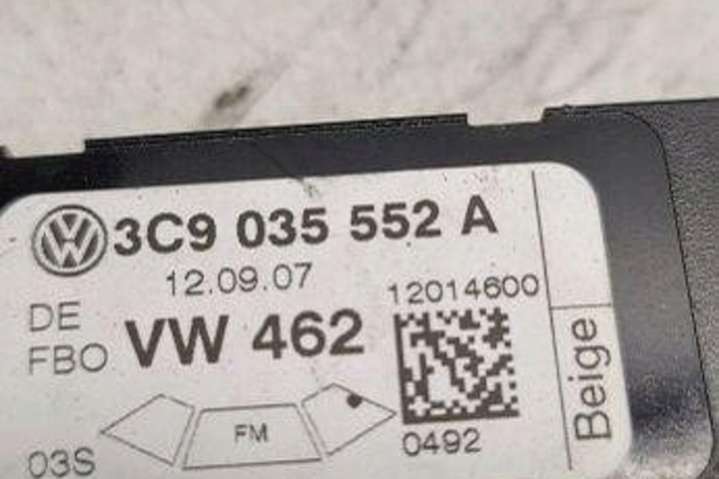 3C9 035 552 A
12.09.07
12014600
DE
FBO
VW 462
FM
03S
0492
Beige